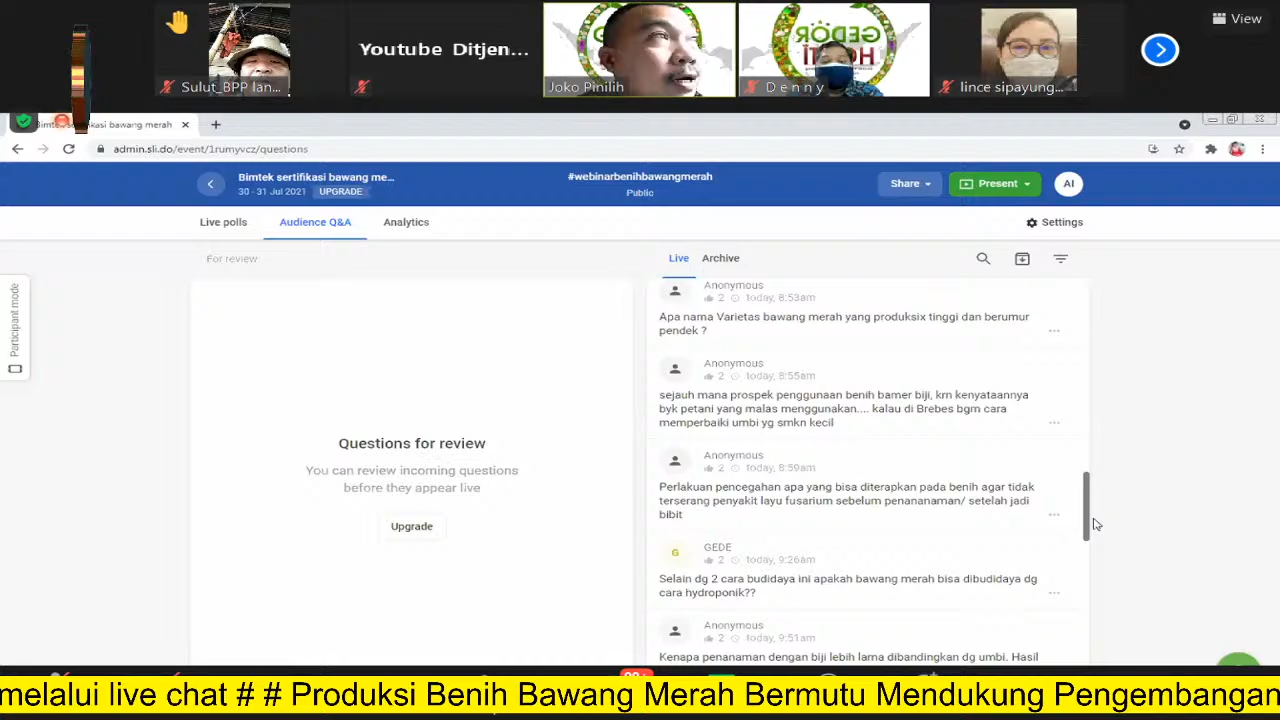 View
Youtube Ditjen...
Sulut_BPP lan...
Joko Pinilih
GEDOR
D e n n y
lince sipayung...
Bimtek sertifikasi bawang merah
admin.sli.do/event/1rumyvcz/questions
Bimtek sertifikasi bawang me...
30 - 31 Jul 2021 UPGRADE
#webinarbenihbawangmerah
Public
Share
Present
AI
Live polls
Audience Q&A
Analytics
Settings
For review
Live
Archive
Participant mode
Questions for review
You can review incoming questions
before they appear live
Upgrade
Anonymous
2 today, 8:53am
Apa nama Varietas bawang merah yang produksix tinggi dan berumur
pendek ?
Anonymous
2 today, 8:55am
sejauh mana prospek penggunaan benih bamer biji, krn kenyataannya
byk petani yang malas menggunakan.... kalau di Brebes bgm cara
memperbaiki umbi yg smkn kecil
Anonymous
2 today, 8:59am
Perlakuan pencegahan apa yang bisa diterapkan pada benih agar tidak
terserang penyakit layu fusarium sebelum penananaman/ setelah jadi
bibit
G
GEDE
2 today, 9:26am
Selain dg 2 cara budidaya ini apakah bawang merah bisa dibudidaya dg
cara hydroponik??
Anonymous
2 today, 9:51am
Kenapa penanaman dengan biji lebih lama dibandingkan dg umbi. Hasil
melalui live chat # # Produksi Benih Bawang Merah Bermutu Mendukung Pengembangan